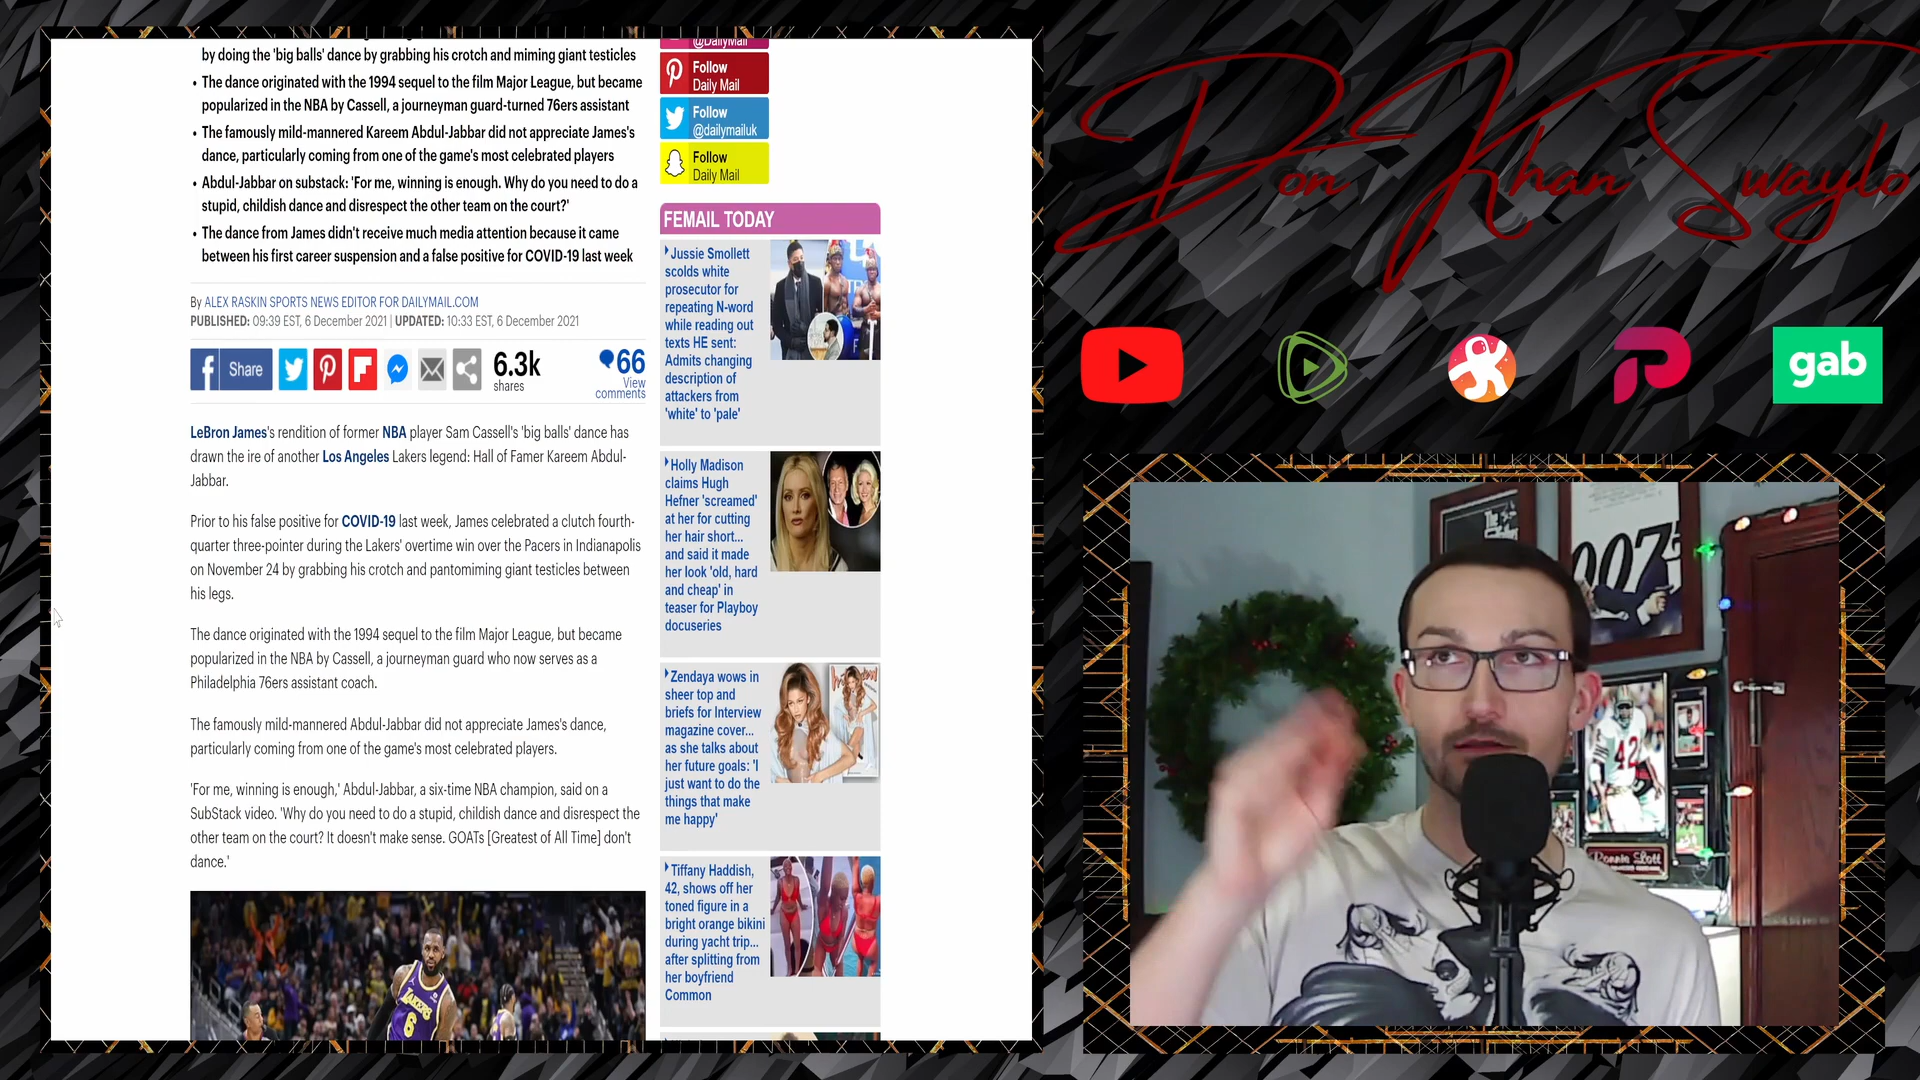 by doing the 'big balls' dance by grabbing his crotch and miming giant testicles
• The dance originated with the 1994 sequel to the film Major League, but became
popularized in the NBA by Cassell, a journeyman guard-turned 76ers assistant
• The famously mild-mannered Kareem Abdul-Jabbar did not appreciate James's
dance, particularly coming from one of the game's most celebrated players
• Abdul-Jabbar on substack: 'For me, winning is enough. Why do you need to do a
stupid, childish dance and disrespect the other team on the court?'
• The dance from James didn't receive much media attention because it came
between his first career suspension and a false positive for COVID-19 last week
By ALEX RASKIN SPORTS NEWS EDITOR FOR DAILYMAIL.COM
PUBLISHED: 09:39 EST, 6 December 2021 | UPDATED: 10:33 EST, 6 December 2021
Share
6.3k
shares
66
View
comments
LeBron James's rendition of former NBA player Sam Cassell's 'big balls' dance has
drawn the ire of another Los Angeles Lakers legend: Hall of Famer Kareem Abdul-
Jabbar.
Prior to his false positive for COVID-19 last week, James celebrated a clutch fourth-
quarter three-pointer during the Lakers' overtime win over the Pacers in Indianapolis
on November 24 by grabbing his crotch and pantomiming giant testicles between
his legs.
The dance originated with the 1994 sequel to the film Major League, but became
popularized in the NBA by Cassell, a journeyman guard who now serves as a
Philadelphia 76ers assistant coach.
The famously mild-mannered Abdul-Jabbar did not appreciate James's dance,
particularly coming from one of the game's most celebrated players.
'For me, winning is enough,' Abdul-Jabbar, a six-time NBA champion, said on a
SubStack video. 'Why do you need to do a stupid, childish dance and disrespect the
other team on the court? It doesn't make sense. GOATs [Greatest of All Time] don't
dance.'
LAKERS
6
@DailyMail
Follow
Daily Mail
Follow
@dailymailuk
Follow
Daily Mail
FEMAIL TODAY
Jussie Smollett
scolds white
prosecutor for
repeating N-word
while reading out
texts HE sent:
Admits changing
description of
attackers from
'white' to 'pale'
Holly Madison
claims Hugh
Hefner 'screamed'
at her for cutting
her hair short...
and said it made
her look 'old, hard
and cheap' in
teaser for Playboy
docuseries
Zendaya wows in
sheer top and
briefs for Interview
magazine cover...
as she talks about
her future goals: 'I
just want to do the
things that make
me happy'
Tiffany Haddish,
42, shows off her
toned figure in a
bright orange bikini
during yacht trip...
after splitting from
her boyfriend
Common
Don Khan Swaylo
gab
007
42
Ronnie Lott